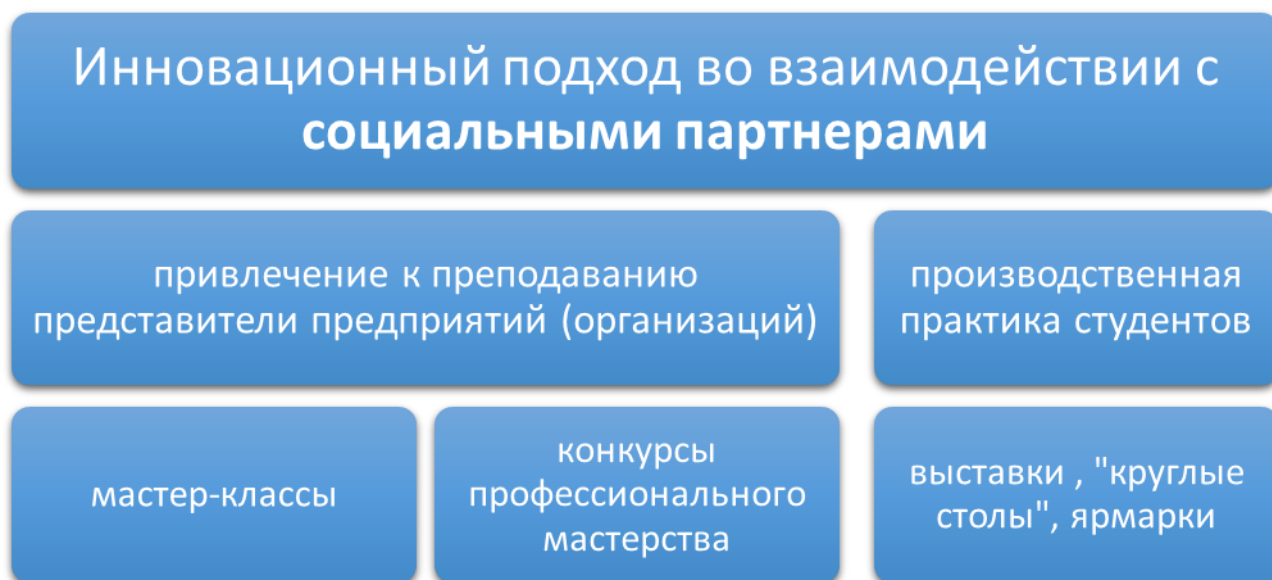 Инновационный подход во взаимодействии с
социальными партнерами
привлечение к преподаванию
представители предприятий (организаций)
производственная
практика студентов
мастер-классы
конкурсы
профессионального
мастерства
выставки , "круглые
столы", ярмарки